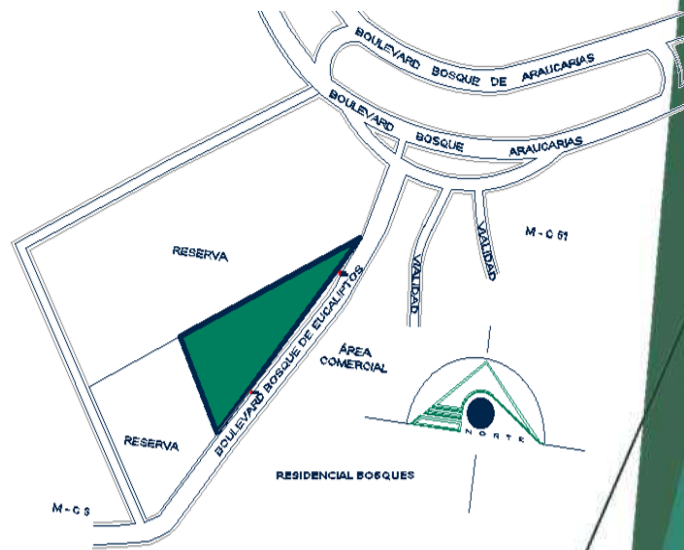 BOULEVARD BOSQUE DE ARAUCARIAS
BOULEVARD BOSQUE ARAUCARIAS
RESERVA
M - C 61
VIALIDAD
VIALIDAD
BOULEVARD BOSQUE DE EUCALIPTOS
ÁREA
COMERCIAL
NORTE
RESERVA
RESIDENCIAL BOSQUES
M - C 3